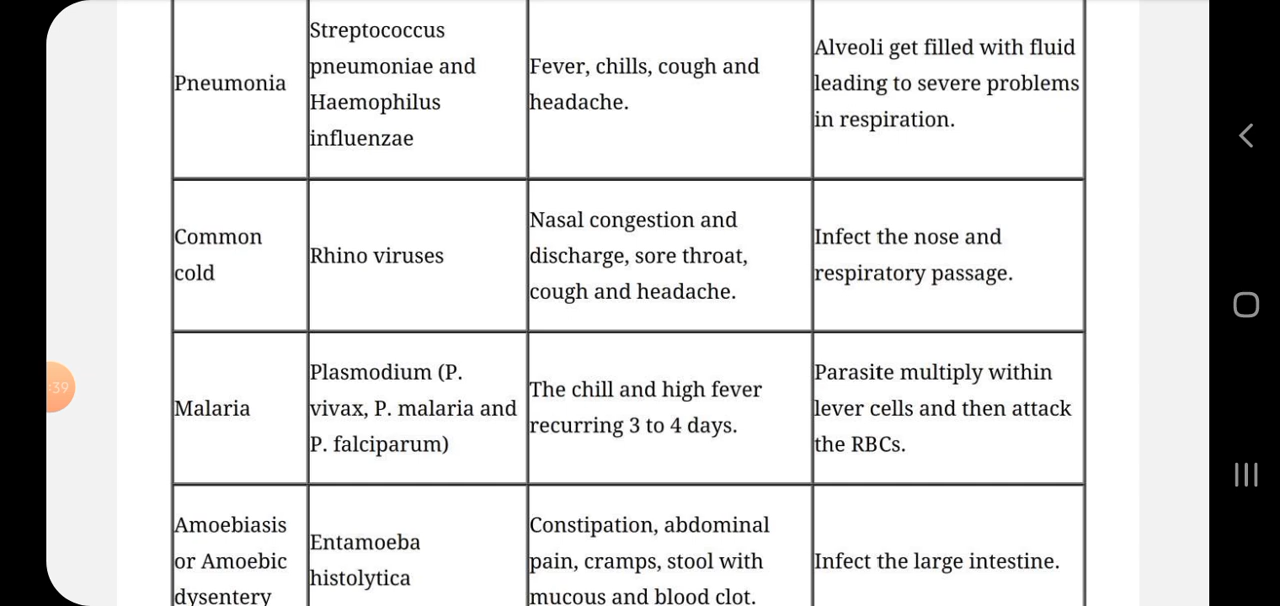 Pneumonia
Streptococcus
pneumoniae and
Haemophilus
influenzae
Fever, chills, cough and
headache.
Alveoli get filled with fluid
leading to severe problems
in respiration.
Common
cold
Rhino viruses
Nasal congestion and
discharge, sore throat,
cough and headache.
Infect the nose and
respiratory passage.
Malaria
Plasmodium (P.
vivax, P. malaria and
P. falciparum)
The chill and high fever
recurring 3 to 4 days.
Parasite multiply within
lever cells and then attack
the RBCs.
Amoebiasis
or Amoebic
dysentery
Entamoeba
histolytica
Constipation, abdominal
pain, cramps, stool with
mucous and blood clot.
Infect the large intestine.
:39